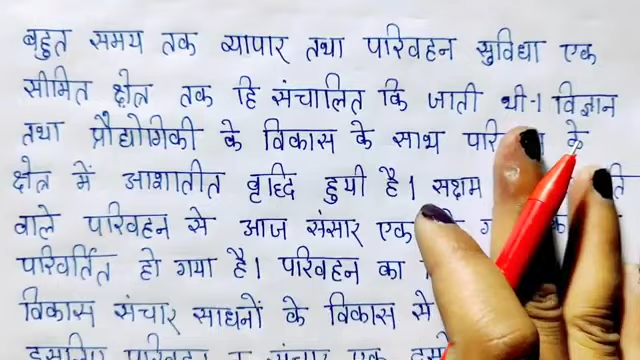 बहुत समय तक व्यापार तथा परिवहन सुविधा एक
सीमित क्षेत्र तक हि संचालित कि जाती थी। विज्ञान
तथा प्रौद्योगिकी के विकास के साथ के
क्षेत्र में आशातीत वृद्धि हुयी है। सक्षम
वाले परिवहन से आज संसार एक
परिवर्तित हो गया है। परिवहन का
विकास संचार साधनों के विकास से